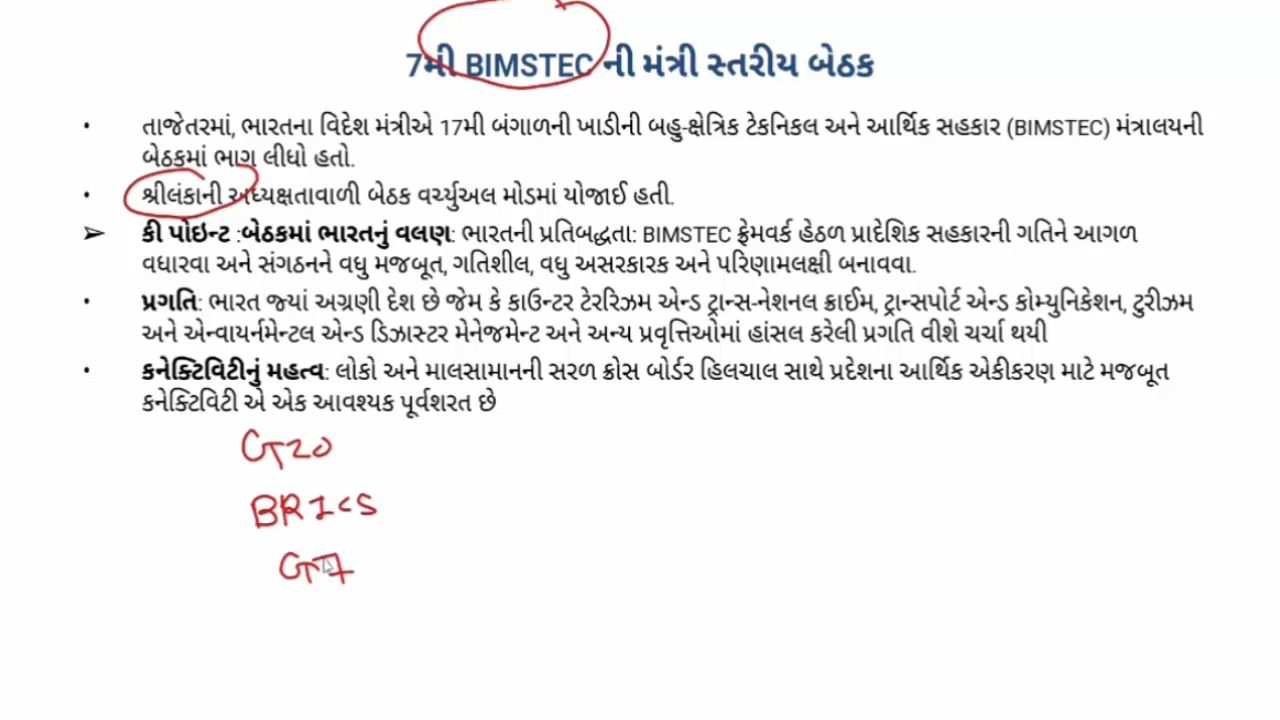 7મી BIMSTEC ની મંત્રી સ્તરીય બેઠક
• તાજેતરમાં, ભારતના વિદેશ મંત્રીએ 17મી બંગાળની ખાડીની બહુ-ક્ષેત્રિક ટેકનિકલ અને આર્થિક સહકાર (BIMSTEC) મંત્રાલયની
બેઠકમાં ભાગ લીધો હતો.
• શ્રીલંકાની અધ્યક્ષતાવાળી બેઠક વર્ચ્યુઅલ મોડમાં યોજાઈ હતી.
➢ કી પોઇન્ટ :બેઠકમાં ભારતનું વલણ: ભારતની પ્રતિબદ્ધતા: BIMSTEC ફ્રેમવર્ક હેઠળ પ્રાદેશિક સહકારની ગતિને આગળ
વધારવા અને સંગઠનને વધુ મજબૂત, ગતિશીલ, વધુ અસરકારક અને પરિણામલક્ષી બનાવવા.
• પ્રગતિ: ભારત જ્યાં અગ્રણી દેશ છે જેમ કે કાઉન્ટર ટેરરિઝમ એન્ડ ટ્રાન્સ-નેશનલ ક્રાઈમ, ટ્રાન્સપોર્ટ એન્ડ કોમ્યુનિકેશન, ટુરીઝમ
અને એન્વાયર્નમેન્ટલ એન્ડ ડિઝાસ્ટર મેનેજમેન્ટ અને અન્ય પ્રવૃત્તિઓમાં હાંસલ કરેલી પ્રગતિ વીશે ચર્ચા થયી
• કનેક્ટિવિટીનું મહત્વ: લોકો અને માલસામાનની સરળ ક્રોસ બોર્ડર હિલચાલ સાથે પ્રદેશના આર્થિક એકીકરણ માટે મજબૂત
કનેક્ટિવિટી એ એક આવશ્યક પૂર્વશરત છે
G20
BRICS
G7